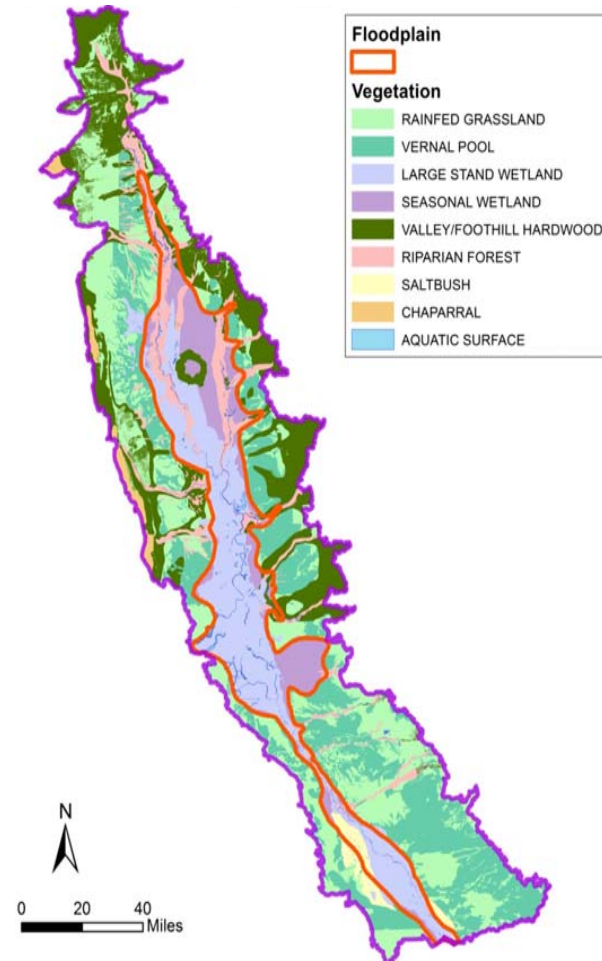 Floodplain
Vegetation
RAINFED GRASSLAND
VERNAL POOL
LARGE STAND WETLAND
SEASONAL WETLAND
VALLEY/FOOTHILL HARDWOOD
RIPARIAN FOREST
SALTBUSH
CHAPARRAL
AQUATIC SURFACE
N
0 20 40
Miles